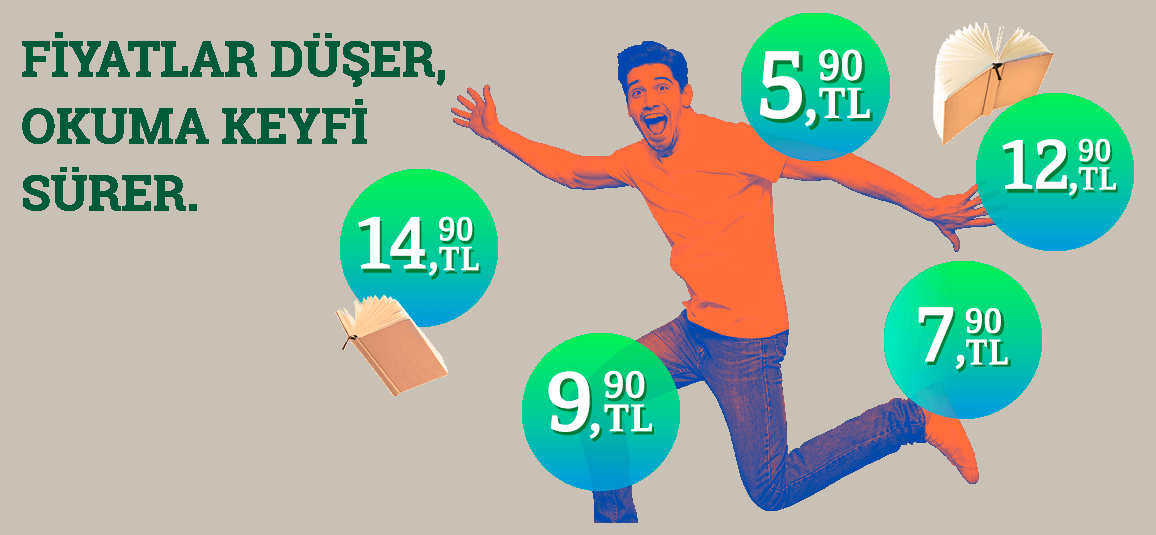 FİYATLAR DÜŞER,
OKUMA KEYFİ
SÜRER.
5,90 TL
12,90 TL
14,90 TL
7,90 TL
9,90 TL